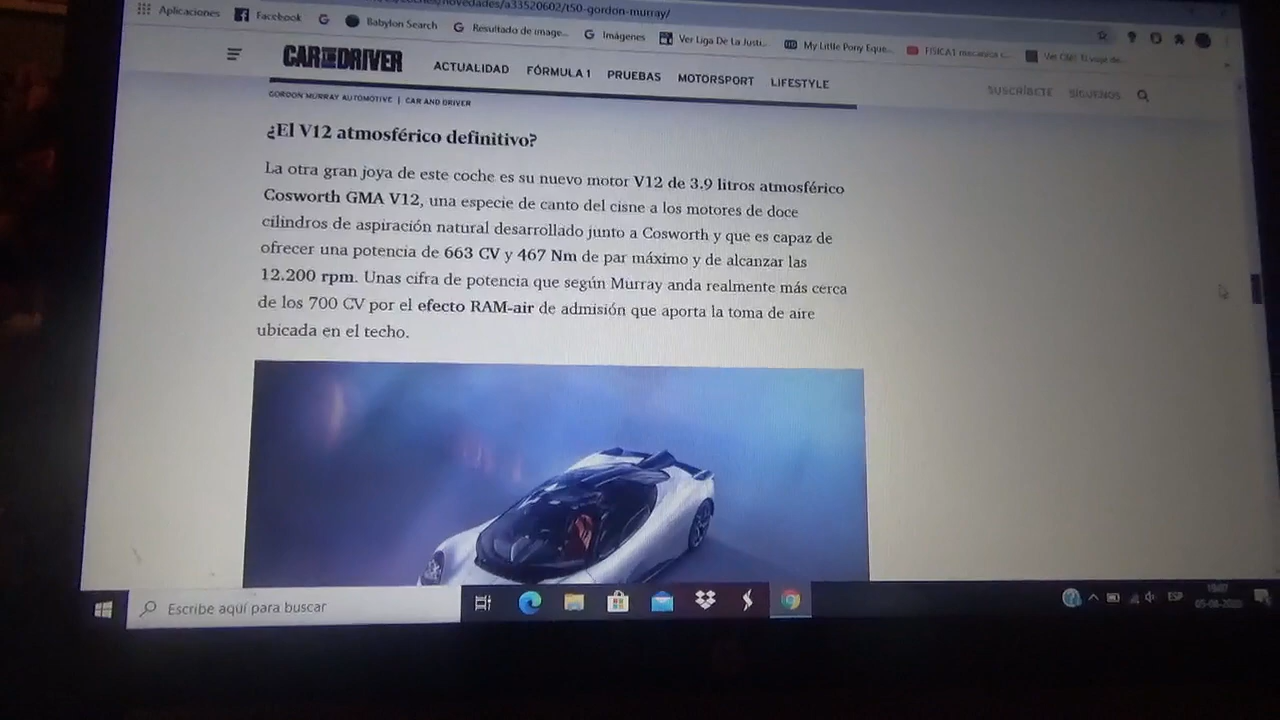 novedades/a33520602/t50-gordon-murray/
Aplicaciones Facebook Babylon Search Resultado de image... Imágenes Ver Liga De La Justi... My Little Pony Eque... FISICA1 mecanica c...
CAR AND DRIVER ACTUALIDAD FÓRMULA 1 PRUEBAS MOTORSPORT LIFESTYLE SUSCRÍBETE SÍGUENOS
GORDON MURRAY AUTOMOTIVE | CAR AND DRIVER
¿El V12 atmosférico definitivo?
La otra gran joya de este coche es su nuevo motor V12 de 3.9 litros atmosférico
Cosworth GMA V12, una especie de canto del cisne a los motores de doce
cilindros de aspiración natural desarrollado junto a Cosworth y que es capaz de
ofrecer una potencia de 663 CV y 467 Nm de par máximo y de alcanzar las
12.200 rpm. Unas cifra de potencia que según Murray anda realmente más cerca
de los 700 CV por el efecto RAM-air de admisión que aporta la toma de aire
ubicada en el techo.
Escribe aquí para buscar
ESP